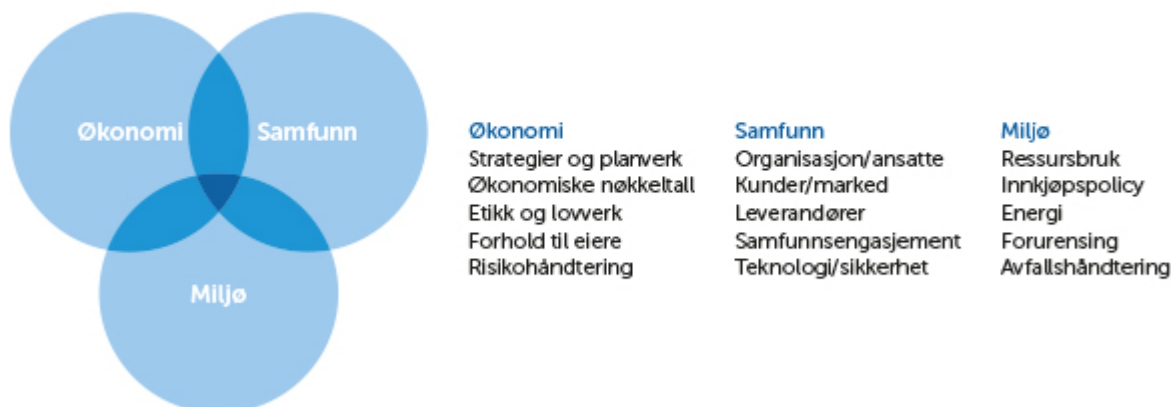 Økonomi
Samfunn
Miljø
Økonomi
Strategier og planverk
Økonomiske nøkkeltall
Etikk og lovverk
Forhold til eiere
Risikohåndtering
Samfunn
Organisasjon/ansatte
Kunder/marked
Leverandører
Samfunnsengasjement
Teknologi/sikkerhet
Miljø
Ressursbruk
Innkjøpspolicy
Energi
Forurensing
Avfallshåndtering